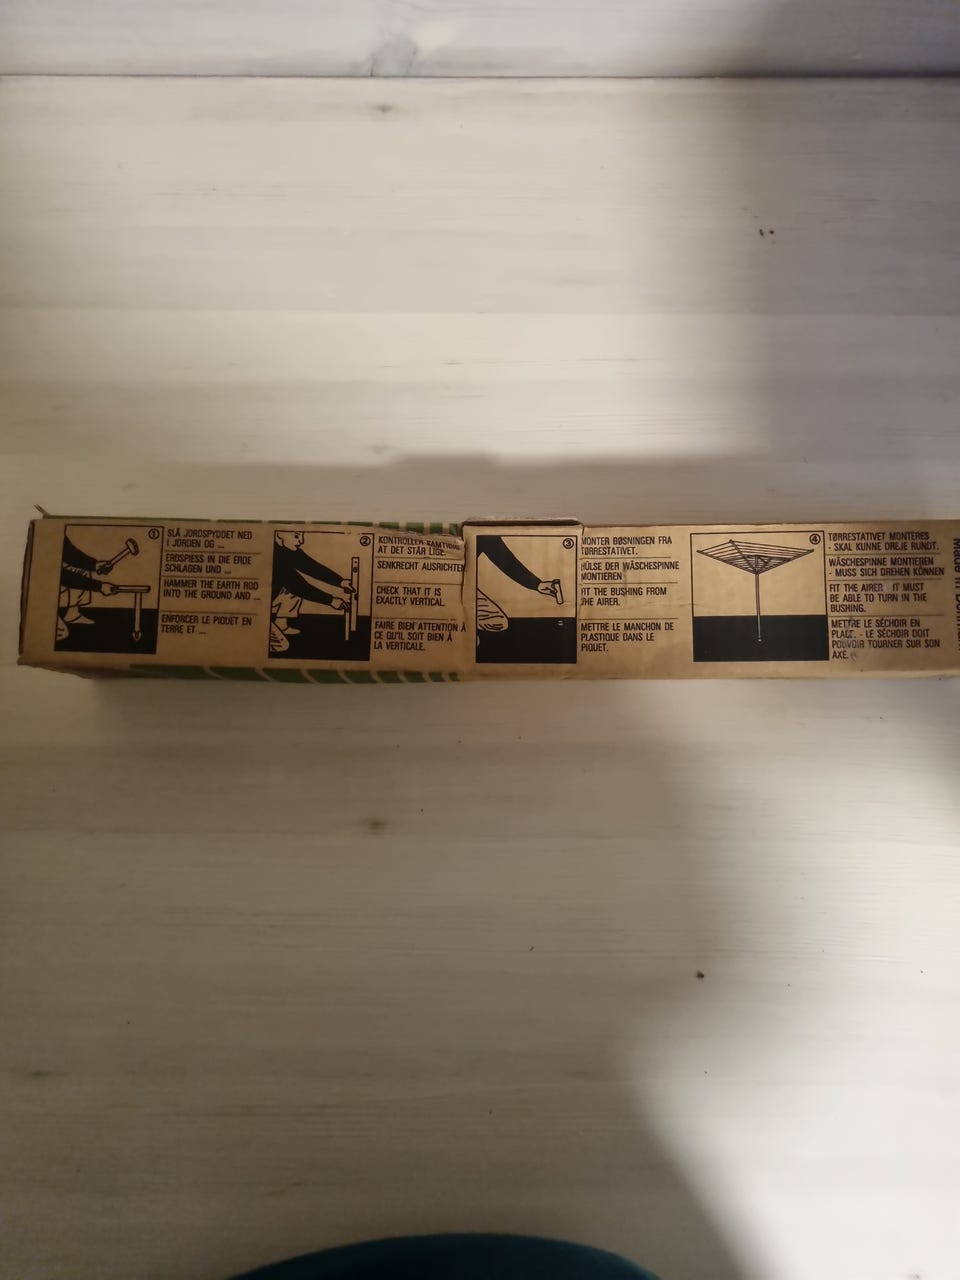 1
SLÅ JORDSPYDDET NED
I JORDEN OG ...
ERDSPIESS IN DIE ERDE
SCHLAGEN UND ...
HAMMER THE EARTH ROD
INTO THE GROUND AND ...
ENFORCER LE PIQUET EN
TERRE ET ...
2
KONTROLLER SAMTIDIG
AT DET STÅR LIGE.
SENKRECHT AUSRICHTEN
CHECK THAT IT IS
EXACTLY VERTICAL.
FAIRE BIEN ATTENTION À
CE QU'IL SOIT BIEN À
LA VERTICALE.
3
MONTER BØSNINGEN FRA
TØRRESTATIVET.
HÜLSE DER WÄSCHESPINNE
MONTIEREN
FIT THE BUSHING FROM
THE AIRER.
METTRE LE MANCHON DE
PLASTIQUE DANS LE
PIQUET.
4
TØRRESTATIVET MONTERES
- SKAL KUNNE DREJE RUNDT.
WÄSCHESPINNE MONTIEREN
- MUSS SICH DREHEN KÖNNEN
FIT THE AIRER IT MUST
BE ABLE TO TURN IN THE
BUSHING.
METTRE LE SÉCHOIR EN
PLACE. - LE SÉCHOIR DOIT
POUVOIR TOURNER SUR SON
AXE.
Made in